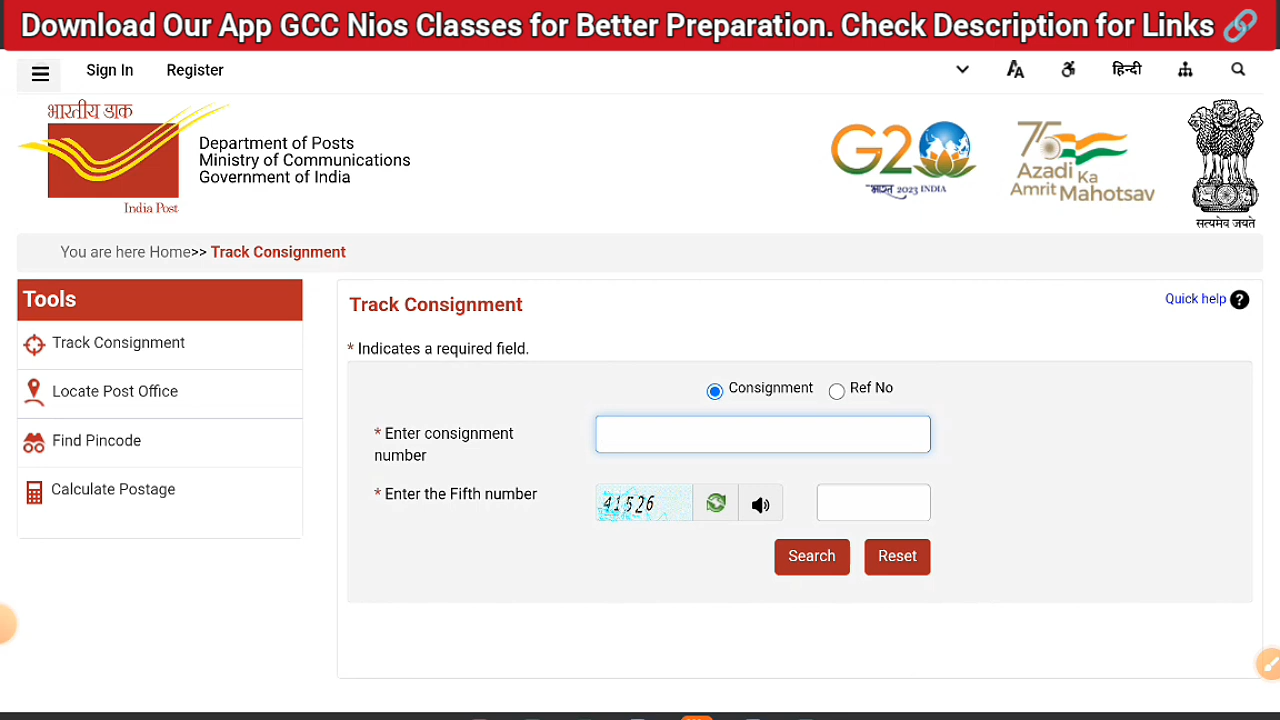 Download Our App GCC Nios Classes for Better Preparation. Check Description for Links
Sign In Register हिन्दी
भारतीय डाक
Department of Posts
Ministry of Communications
Government of India
India Post
G20
भारत 2023 INDIA
75
Azadi Ka
Amrit Mahotsav
सत्यमेव जयते
You are here Home>> Track Consignment
Tools
Track Consignment
Locate Post Office
Find Pincode
Calculate Postage
Track Consignment
Quick help ?
* Indicates a required field.
Consignment Ref No
* Enter consignment
number
* Enter the Fifth number
41526
Search Reset